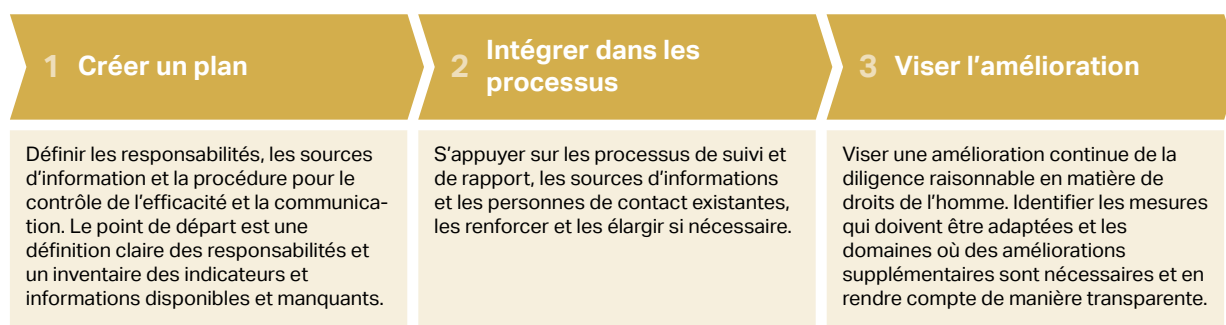 1 Créer un plan
Définir les responsabilités, les sources
d'information et la procédure pour le
contrôle de l'efficacité et la communica-
tion. Le point de départ est une
définition claire des responsabilités et
un inventaire des indicateurs et
informations disponibles et manquants.
2 Intégrer dans les
processus
S'appuyer sur les processus de suivi et
de rapport, les sources d'informations
et les personnes de contact existantes,
les renforcer et les élargir si nécessaire.
3 Viser l'amélioration
Viser une amélioration continue de la
diligence raisonnable en matière de
droits de l'homme. Identifier les mesures
qui doivent être adaptées et les
domaines où des améliorations
supplémentaires sont nécessaires et en
rendre compte de manière transparente.